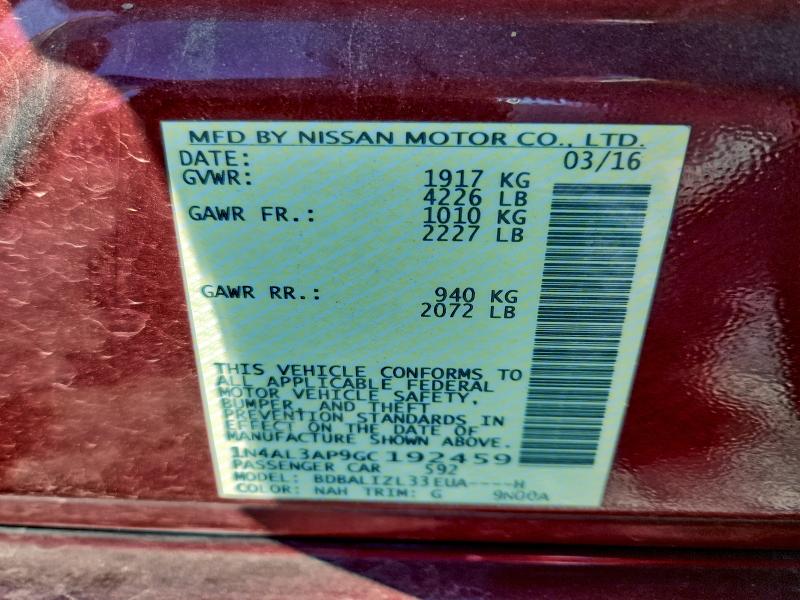 MFD BY NISSAN MOTOR CO., LTD.
DATE: 03/16
GVWR: 1917 KG
4226 LB
GAWR FR.: 1010 KG
2227 LB
GAWR RR.: 940 KG
2072 LB
THIS VEHICLE CONFORMS TO
ALL APPLICABLE FEDERAL
MOTOR VEHICLE SAFETY,
BUMPER, AND THEFT
PREVENTION STANDARDS IN
EFFECT ON THE DATE OF
MANUFACTURE SHOWN ABOVE.
1N4AL3AP9GC192459
PASSENGER CAR 592
MODEL: BDBALIZL33EUA----H
COLOR: NAH TRIM: G 9N00A